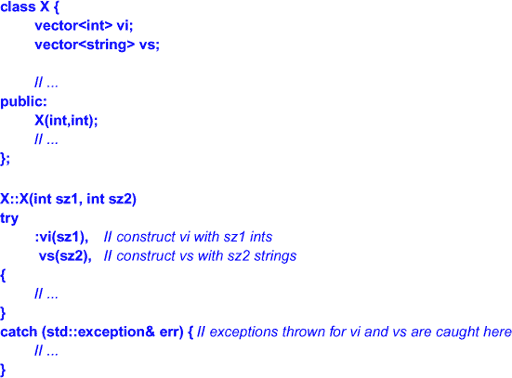 class X {
vector<int> vi;
vector<string> vs;
// ...
public:
X(int,int);
// ...
};
X::X(int sz1, int sz2)
try
:vi(sz1), // construct vi with sz1 ints
vs(sz2), // construct vs with sz2 strings
{
// ...
}
catch (std::exception& err) { // exceptions thrown for vi and vs are caught here
// ...
}